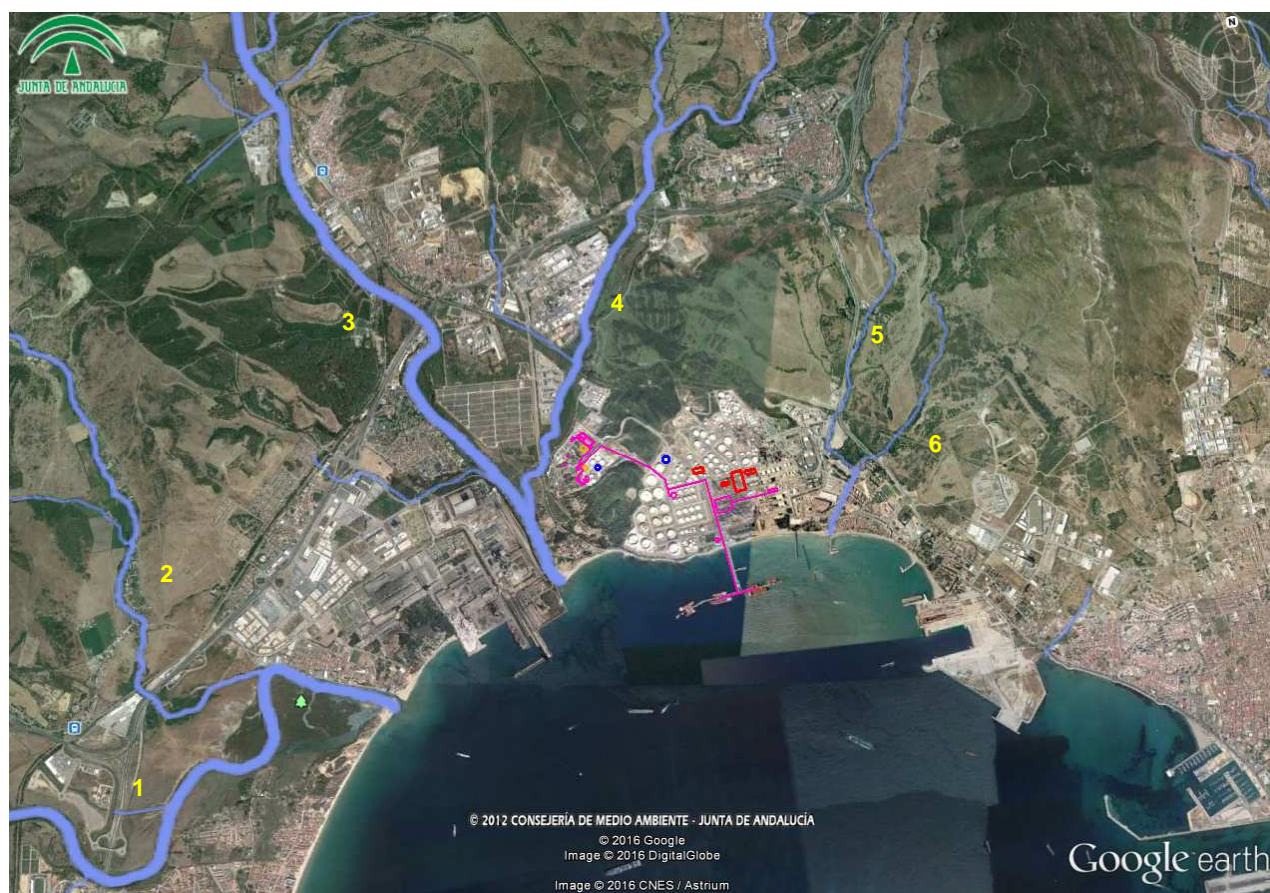 JUNTA DE ANDALUCIA
N
4
3
5
6
2
1
© 2012 CONSEJERÍA DE MEDIO AMBIENTE - JUNTA DE ANDALUCÍA
© 2016 Google
Image © 2016 DigitalGlobe
Image © 2016 CNES / Astrium
Google earth